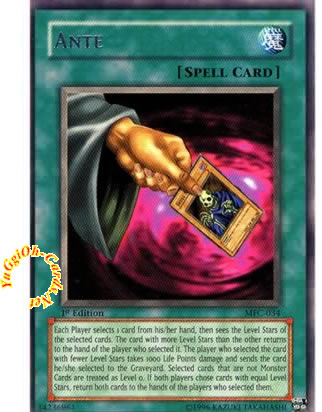 ANTE
[SPELL CARD]
YuGgiOh-Cards.Net
1st Edition
MFC-034
Each Player selects 1 card from his/her hand, then sees the Level Stars of
the selected cards. The card with more Level Stars than the other returns
to the hand of the player who selected it. The player who selected the card
with fewer Level Stars takes 1000 Life Points damage and sends the card
he/she selected to the Graveyard. Selected cards that are not Monster
Cards are treated as Level 0. If both players chose cards with equal Level
Stars, return both cards to the hands of the players who selected them.
©1996 KAZUKI TAKAHASHI